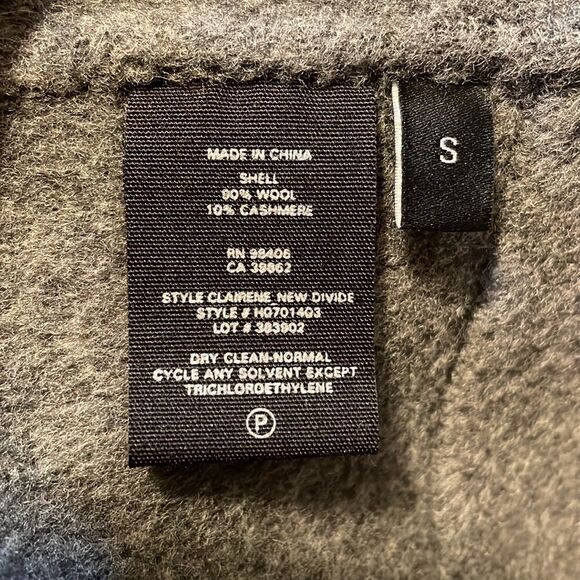 MADE IN CHINA
SHELL
90% WOOL
10% CASHMERE
RN 98406
CA 39862
STYLE CLAIRENE_NEW DIVIDE
STYLE # H0701403
LOT # 383902
DRY CLEAN-NORMAL
CYCLE ANY SOLVENT EXCEPT
TRICHLOROETHYLENE
P
S